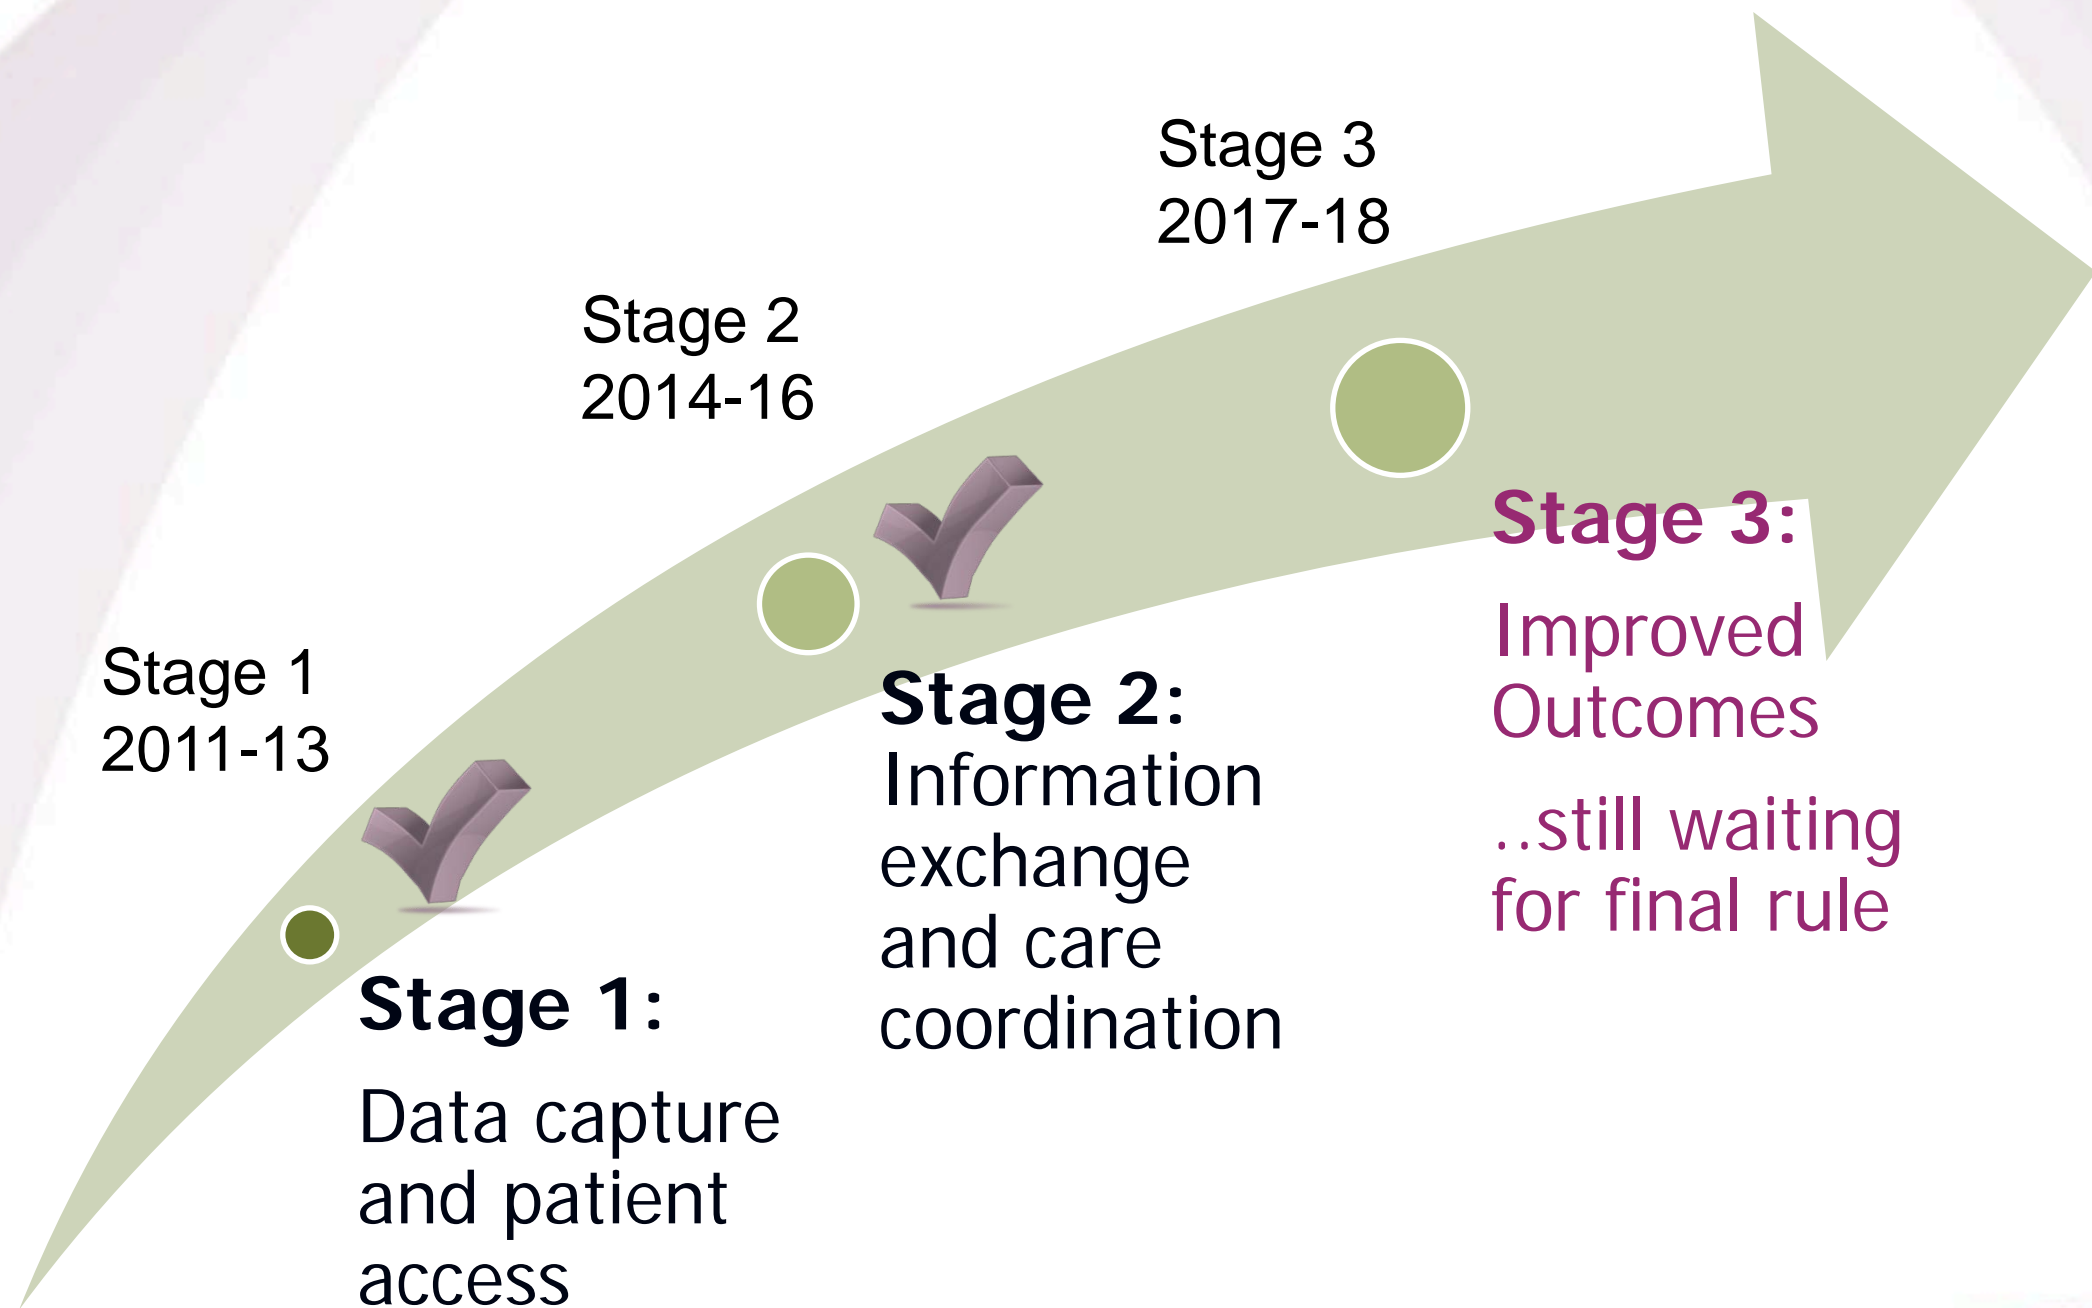 Stage 1
2011-13
Stage 2
2014-16
Stage 3
2017-18
Stage 1:
Data capture
and patient
access
Stage 2:
Information
exchange
and care
coordination
Stage 3:
Improved
Outcomes
..still waiting
for final rule